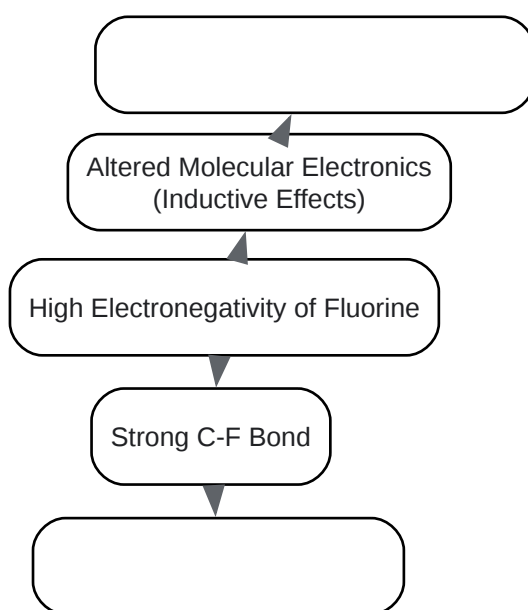 Altered Molecular Electronics
(Inductive Effects)
High Electronegativity of Fluorine
Strong C-F Bond